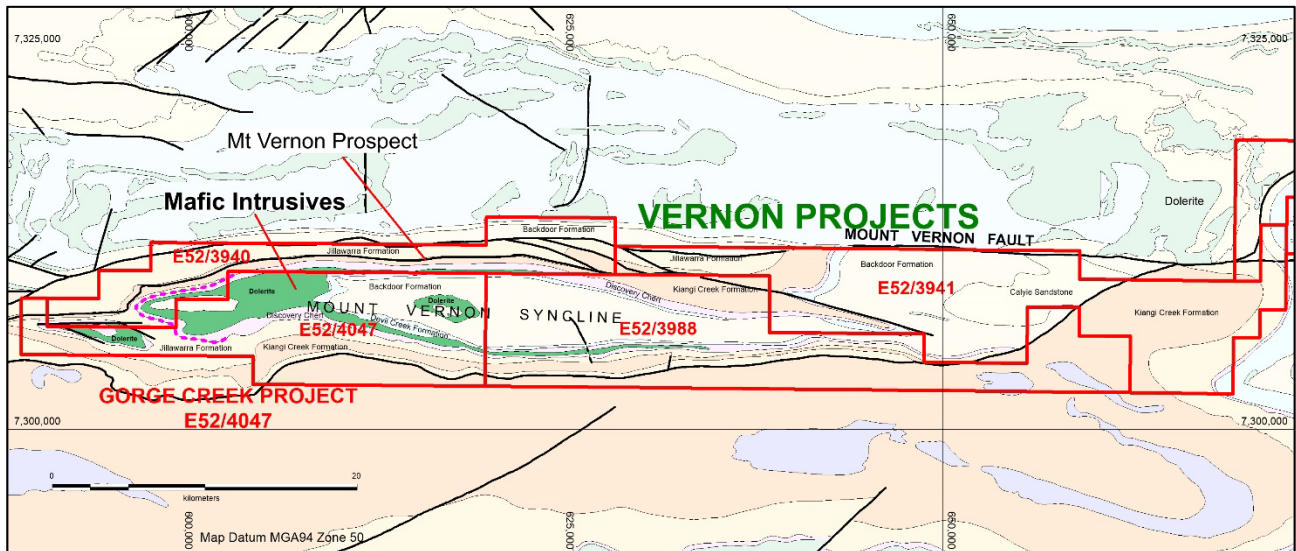 7,325,000
600,000
625,000
650,000
7,325,000
Mt Vernon Prospect
Mafic Intrusives
Dolerite
VERNON PROJECTS
Backdoor Formation
MOUNT VERNON FAULT
Jillawarra Formation
E52/3940
Jillawarra Formation
Backdoor Formation
E52/3941
Backdoor Formation
Dolerite
Discovery Chert
Kiangi Creek Formation
Calyie Sandstone
Dolerite
MOUNT VERNON SYNCLINE
Kiangi Creek Formation
Discovery Chert
E52/4047
Devil Creek Formation
E52/3988
Dolerite
Jillawarra Formation
Kiangi Creek Formation
GORGE CREEK PROJECT
E52/4047
7,300,000
7,300,000
0 20
kilometers
600,000
625,000
650,000
Map Datum MGA94 Zone 50